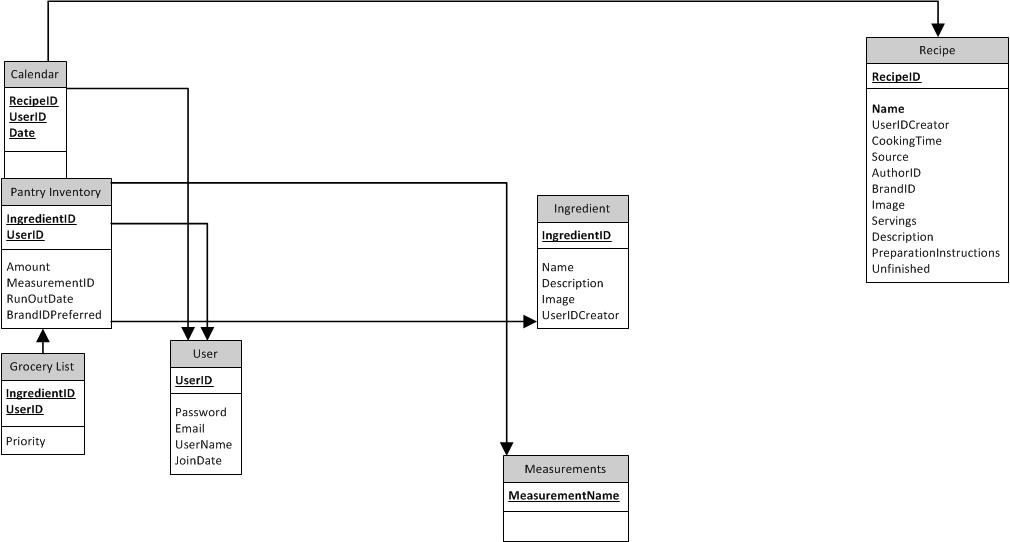 Calendar
RecipeID
UserID
Date
Pantry Inventory
IngredientID
UserID
Amount
MeasurementID
RunOutDate
BrandIDPreferred
Grocery List
IngredientID
UserID
Priority
User
UserID
Password
Email
UserName
JoinDate
Ingredient
IngredientID
Name
Description
Image
UserIDCreator
Measurements
MeasurementName
Recipe
RecipeID
Name
UserIDCreator
CookingTime
Source
AuthorID
BrandID
Image
Servings
Description
PreparationInstructions
Unfinished